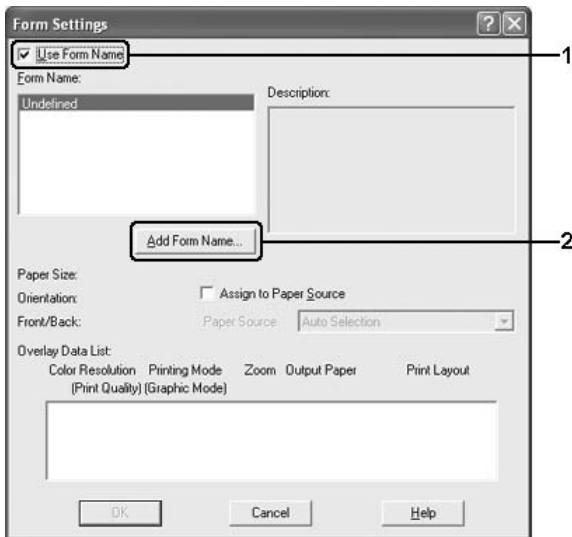 Form Settings
Use Form Name
1
Form Name:
Description:
Undefined
Add Form Name...
2
Paper Size:
Orientation:
Assign to Paper Source
Front/Back:
Paper Source
Auto Selection
Overlay Data List:
Color Resolution Printing Mode Zoom Output Paper Print Layout
(Print Quality) (Graphic Mode)
OK Cancel Help